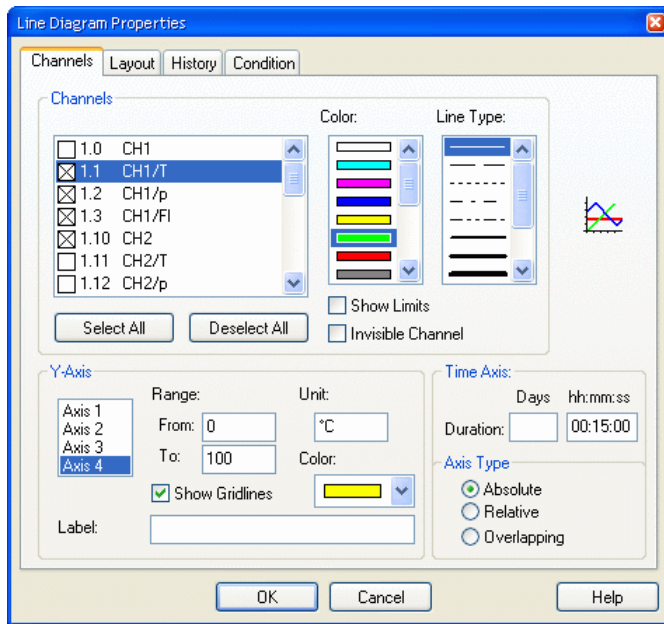 Line Diagram Properties
Channels Layout History Condition
Channels
Color:
Line Type:
1.0 CH1
1.1 CH1/T
1.2 CH1/p
1.3 CH1/Fl
1.10 CH2
1.11 CH2/T
1.12 CH2/p
Select All Deselect All
Show Limits
Invisible Channel
Y-Axis
Axis 1
Axis 2
Axis 3
Axis 4
Range:
From: 0
To: 100
Show Gridlines
Unit:
°C
Color:
Label:
Time Axis:
Days hh:mm:ss
Duration: 00:15:00
Axis Type
Absolute
Relative
Overlapping
OK Cancel Help